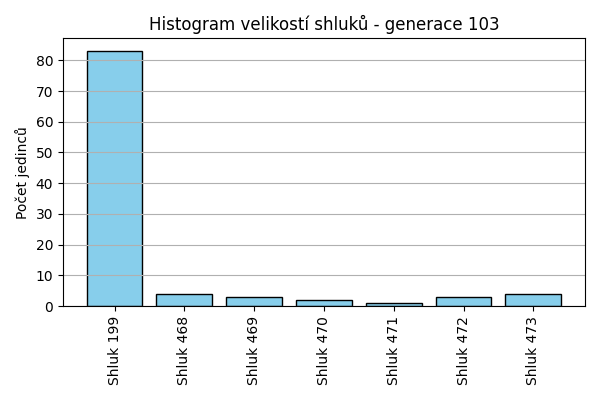 Histogram velikostí shluků - generace 103
Počet jedinců
80
70
60
50
40
30
20
10
0
Shluk 199
Shluk 468
Shluk 469
Shluk 470
Shluk 471
Shluk 472
Shluk 473